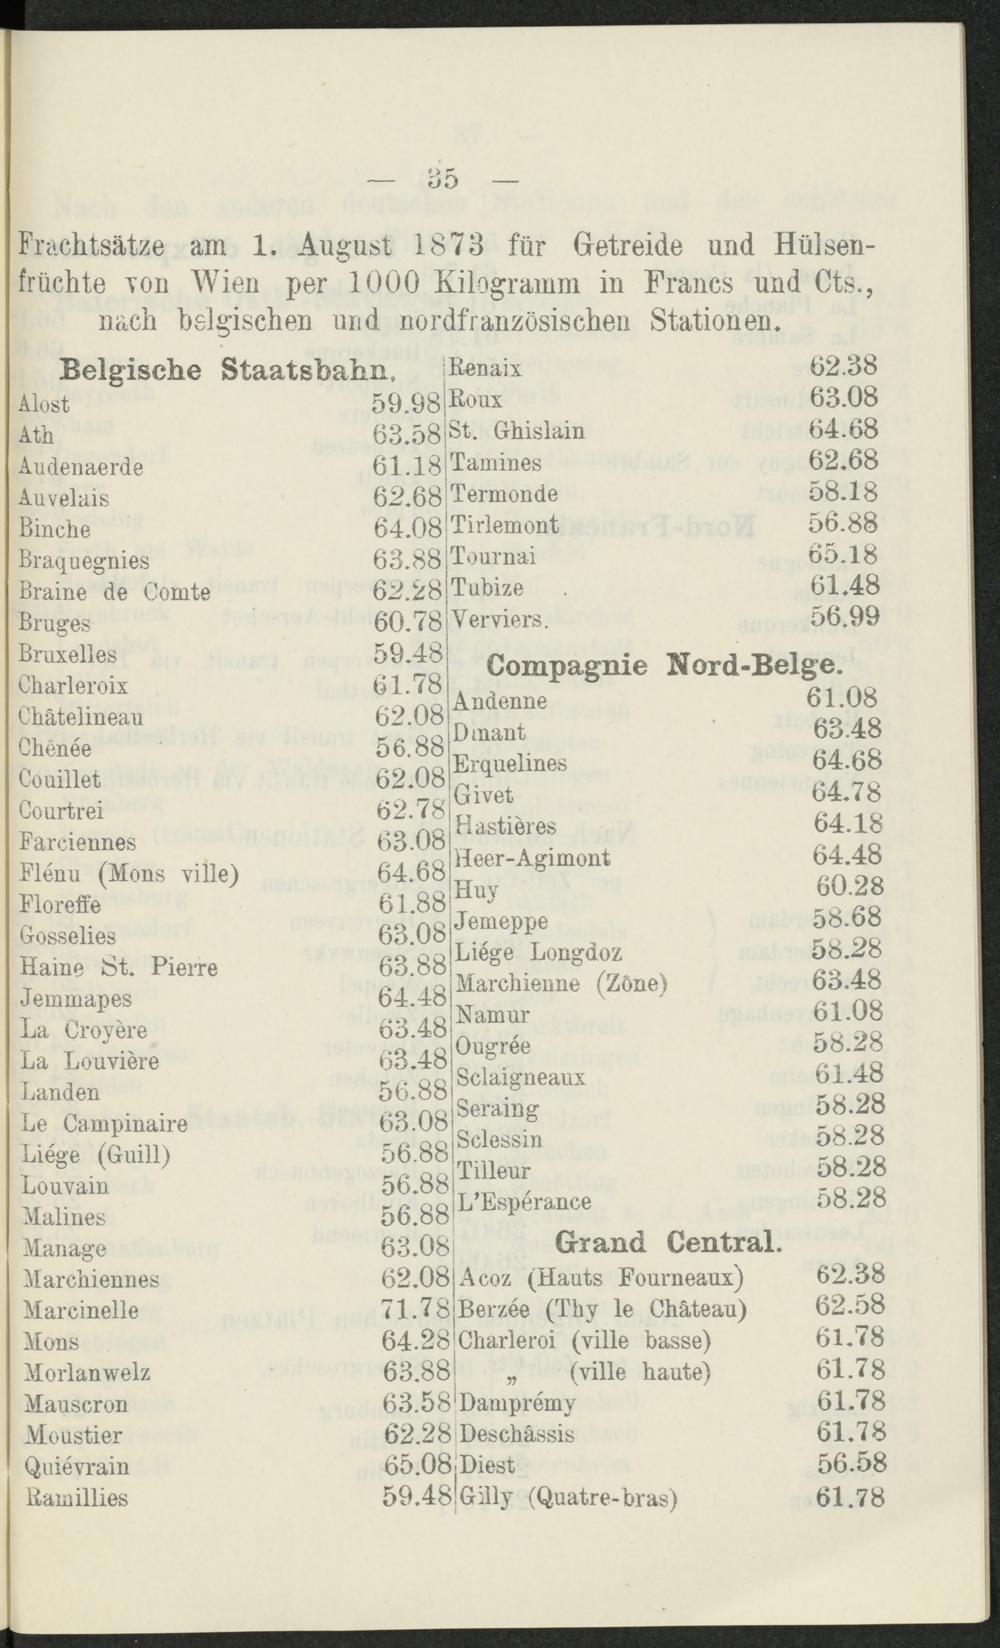 — 35 —
Frachtsätze am 1. August 1873 für Getreide und Hülsen-
früchte von Wien per 1000 Kilogramm in Francs und Cts.,
nach belgischen und nordfranzösischen Stationen.
Belgische Staatsbahn.
Alost 59.98
Ath 63.58
Audenaerde 61.18
Auvelais 62.68
Binche 64.08
Braquegnies 63.88
Braine de Comte 62.28
Bruges 60.78
Bruxelles 59.48
Charleroix 61.78
Châtelineau 62.08
Chênée 56.88
Couillet 62.08
Courtrei 62.78
Farciennes 63.08
Flénu (Mons ville) 64.68
Floreffe 61.88
Gosselies 63.08
Haine St. Pierre 63.88
Jemmapes 64.48
La Croyère 63.48
La Louvière 63.48
Landen 56.88
Le Campinaire 63.08
Liége (Guill) 56.88
Louvain 56.88
Malines 56.88
Manage 63.08
Marchiennes 62.08
Marcinelle 71.78
Mons 64.28
Morlanwelz 63.88
Mauscron 63.58
Moustier 62.28
Quiévrain 65.08
Ramillies 59.48
Renaix 62.38
Roux 63.08
St. Ghislain 64.68
Tamines 62.68
Termonde 58.18
Tirlemont 56.88
Tournai 65.18
Tubize 61.48
Verviers. 56.99
Compagnie Nord-Belge.
Andenne 61.08
Dinant 63.48
Erquelines 64.68
Givet 64.78
Hastières 64.18
Heer-Agimont 64.48
Huy 60.28
Jemeppe 58.68
Liége Longdoz 58.28
Marchienne (Zône) 63.48
Namur 61.08
Ougrée 58.28
Sclaigneaux 61.48
Seraing 58.28
Sclessin 58.28
Tilleur 58.28
L'Espérance 58.28
Grand Central.
Acoz (Hauts Fourneaux) 62.38
Berzée (Thy le Château) 62.58
Charleroi (ville basse) 61.78
„ (ville haute) 61.78
Damprémy 61.78
Deschâssis 61.78
Diest 56.58
Gilly (Quatre-bras) 61.78